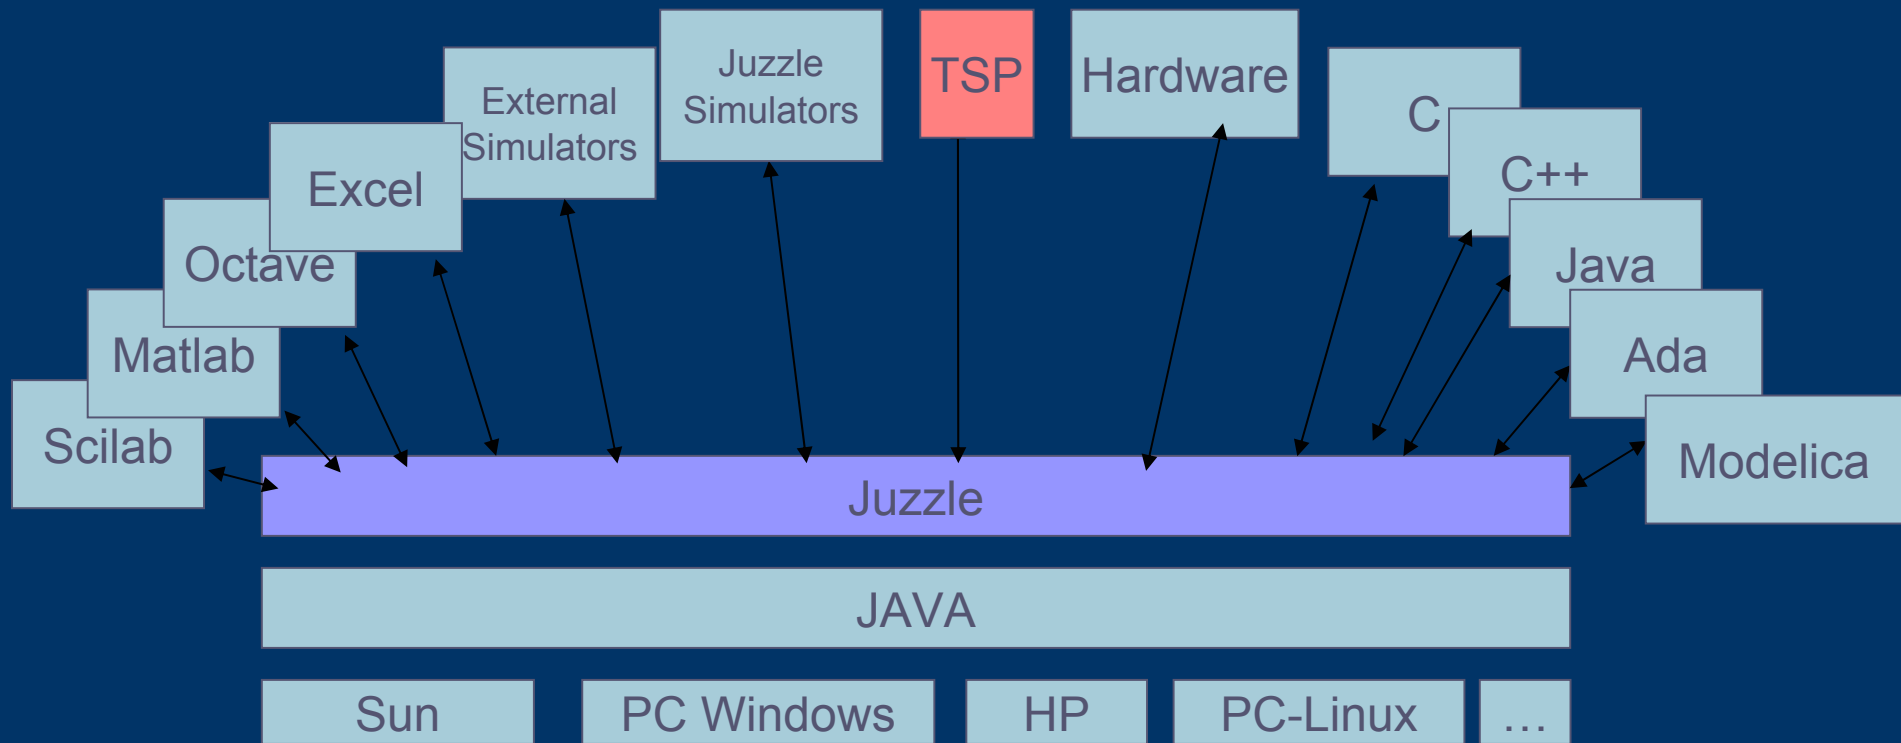 Juzzle
Simulators
TSP
Hardware
External
Simulators
C
Excel
C++
Octave
Java
Matlab
Ada
Scilab
Modelica
Juzzle
JAVA
Sun
PC Windows
HP
PC-Linux
…